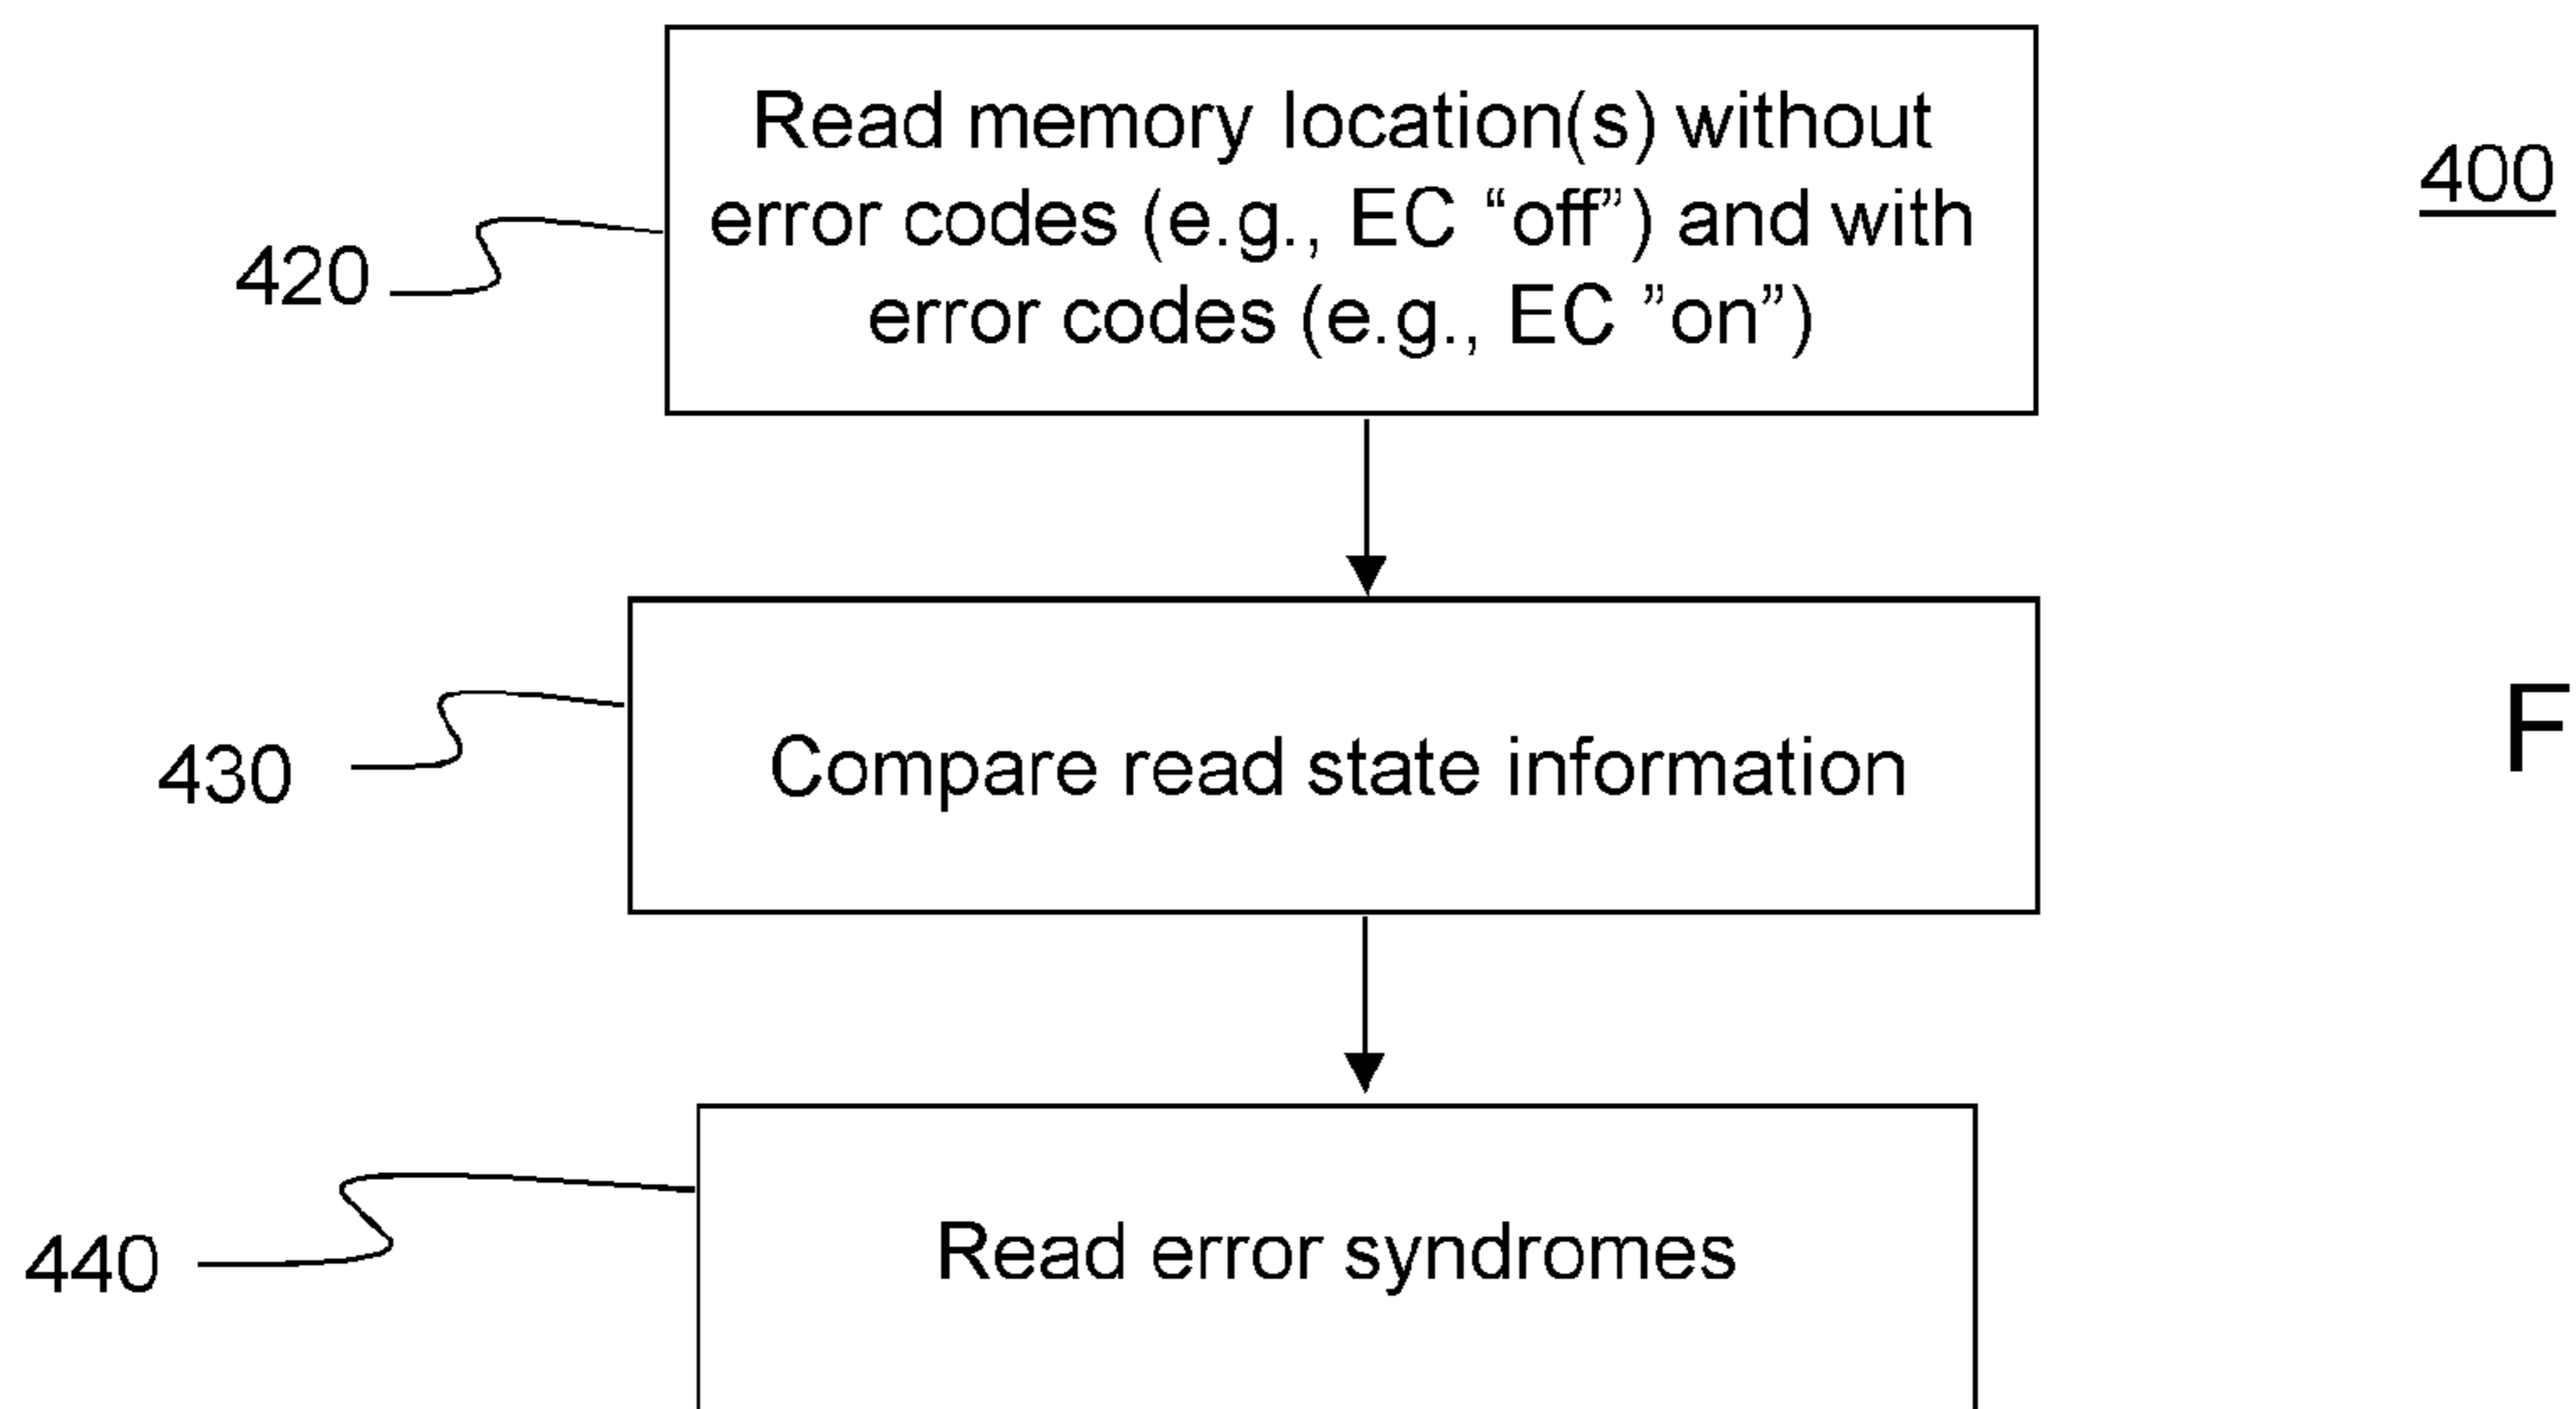 Read memory location(s) without
error codes (e.g., EC “off”) and with
error codes (e.g., EC ”on”)
400
420
Compare read state information
430
F
Read error syndromes
440